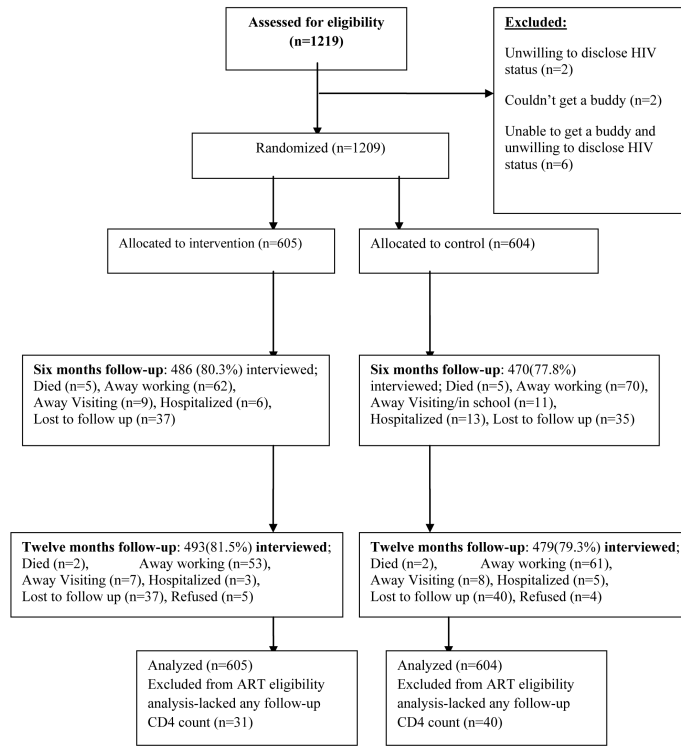 Assessed for eligibility
(n=1219)
Excluded:
Unwilling to disclose HIV
status (n=2)
Couldn't get a buddy (n=2)
Unable to get a buddy and
unwilling to disclose HIV
status (n=6)
Randomized (n=1209)
Allocated to intervention (n=605)
Allocated to control (n=604)
Six months follow-up: 486 (80.3%) interviewed;
Died (n=5), Away working (n=62),
Away Visiting (n=9), Hospitalized (n=6),
Lost to follow up (n=37)
Six months follow-up: 470(77.8%)
interviewed; Died (n=5), Away working (n=70),
Away Visiting/in school (n=11),
Hospitalized (n=13), Lost to follow up (n=35)
Twelve months follow-up: 493(81.5%) interviewed;
Died (n=2), Away working (n=53),
Away Visiting (n=7), Hospitalized (n=3),
Lost to follow up (n=37), Refused (n=5)
Twelve months follow-up: 479(79.3%) interviewed;
Died (n=2), Away working (n=61),
Away Visiting (n=8), Hospitalized (n=5),
Lost to follow up (n=40), Refused (n=4)
Analyzed (n=605)
Excluded from ART eligibility
analysis-lacked any follow-up
CD4 count (n=31)
Analyzed (n=604)
Excluded from ART eligibility
analysis-lacked any follow-up
CD4 count (n=40)